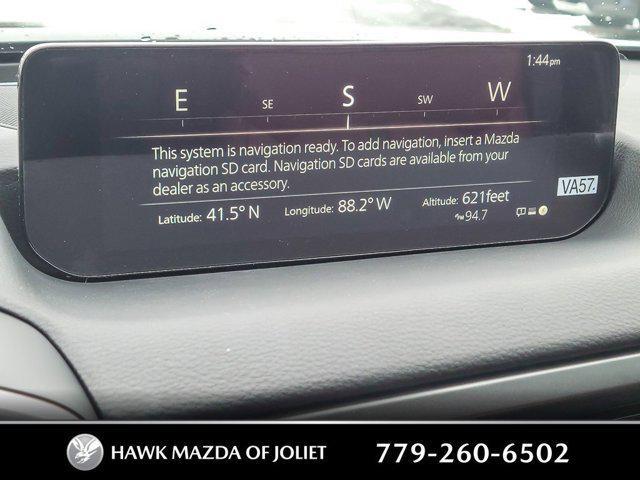 1:44pm
E SE S SW W
This system is navigation ready. To add navigation, insert a Mazda
navigation SD card. Navigation SD cards are available from your
dealer as an accessory.
VA57.
Latitude: 41.5° N Longitude: 88.2° W Altitude: 621feet
94.7
HAWK MAZDA OF JOLIET 779-260-6502